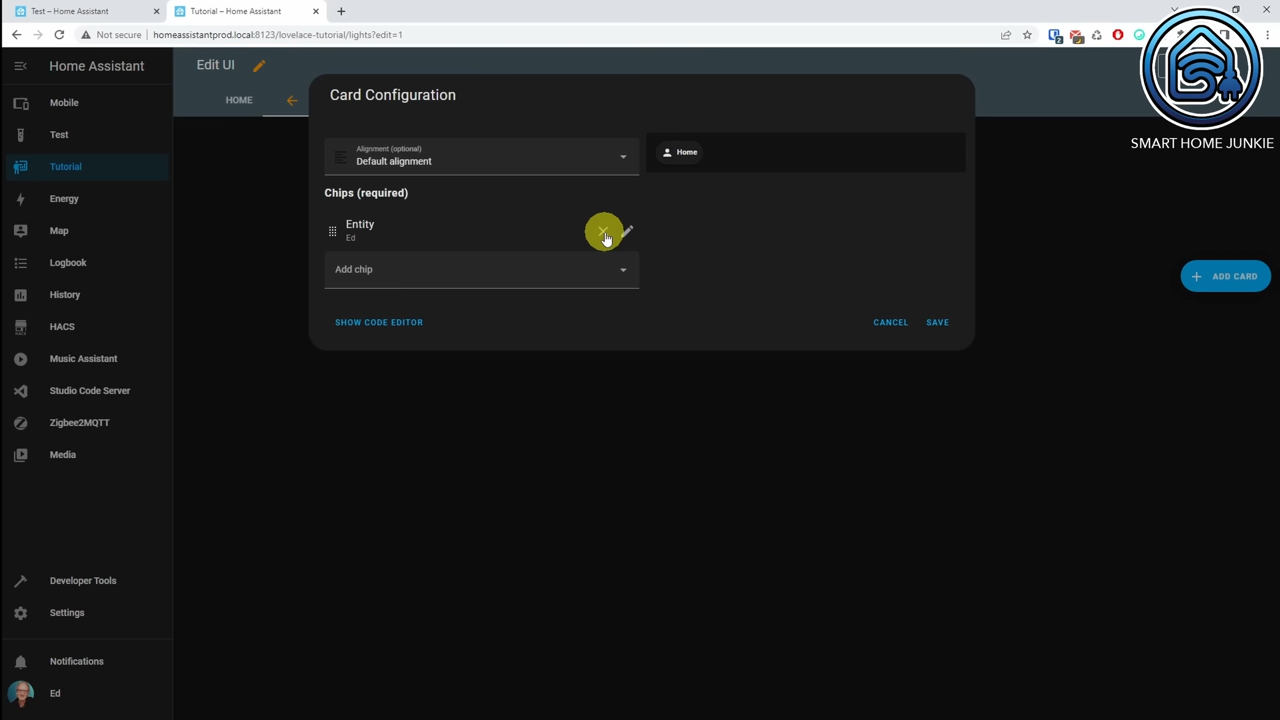 Test – Home Assistant
Tutorial – Home Assistant
Not secure
homeassistantprod.local:8123/lovelace-tutorial/lights?edit=1
SMART HOME JUNKIE
Home Assistant
Mobile
Test
Tutorial
Energy
Map
Logbook
History
HACS
Music Assistant
Studio Code Server
Zigbee2MQTT
Media
Developer Tools
Settings
Notifications
Ed
Edit UI
HOME
Card Configuration
Alignment (optional)
Default alignment
Home
Chips (required)
Entity
Ed
Add chip
SHOW CODE EDITOR
CANCEL
SAVE
ADD CARD